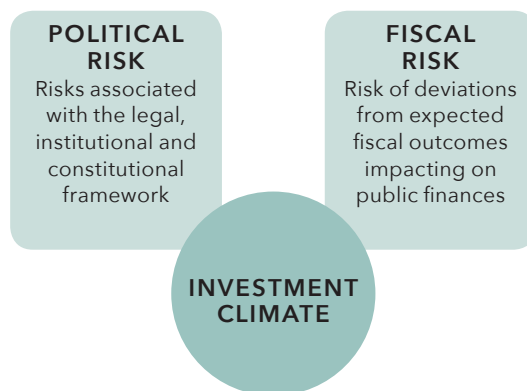 POLITICAL
RISK
Risks associated
with the legal,
institutional and
constitutional
framework
FISCAL
RISK
Risk of deviations
from expected
fiscal outcomes
impacting on
public finances
INVESTMENT
CLIMATE